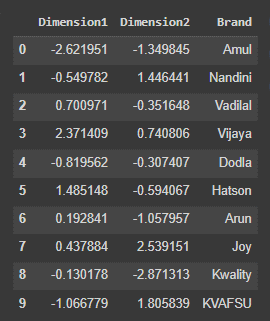 Dimension1 Dimension2 Brand
0 -2.621951 -1.349845 Amul
1 -0.549782 1.446441 Nandini
2 0.700971 -0.351648 Vadilal
3 2.371409 0.740806 Vijaya
4 -0.819562 -0.307407 Dodla
5 1.485148 -0.594067 Hatson
6 0.192841 -1.057957 Arun
7 0.437884 2.539151 Joy
8 -0.130178 -2.871313 Kwality
9 -1.066779 1.805839 KVAFSU